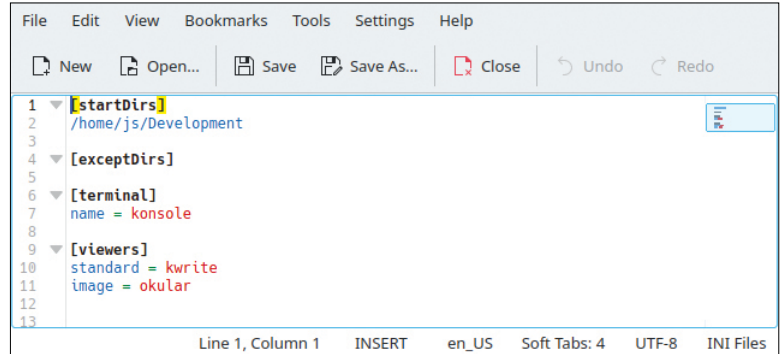 File Edit View Bookmarks Tools Settings Help
New Open... Save Save As... Close Undo Redo
1 [startDirs]
2 /home/js/Development
3
4 [exceptDirs]
5
6 [terminal]
7 name = konsole
8
9 [viewers]
10 standard = kwrite
11 image = okular
12
13
Line 1, Column 1 INSERT en_US Soft Tabs: 4 UTF-8 INI Files